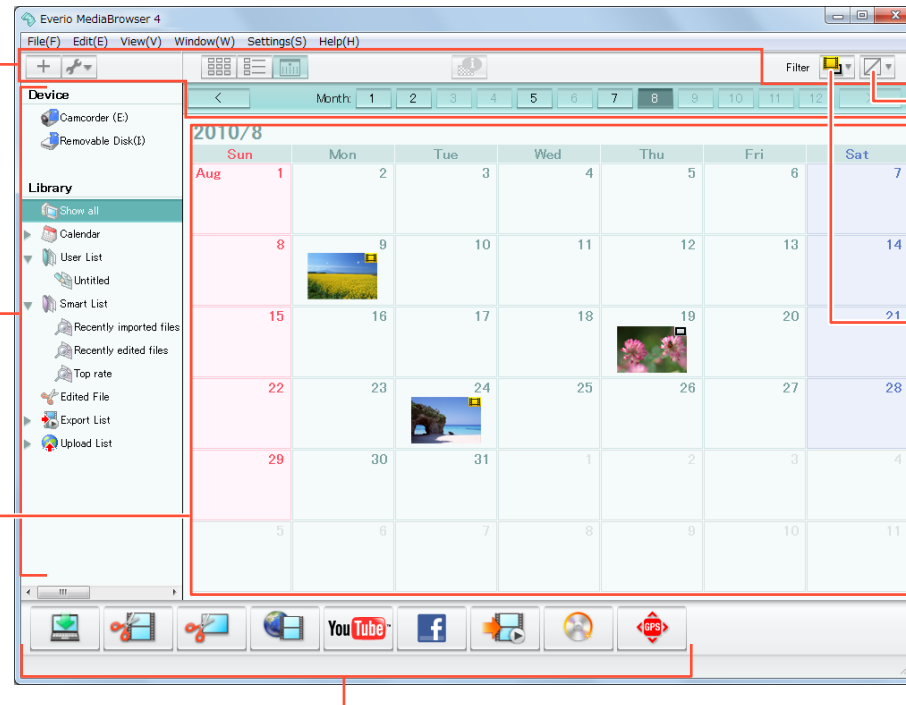 Everio MediaBrowser 4
File(F) Edit(E) View(V) Window(W) Settings(S) Help(H)
Filter
Device
Camcorder (E:)
Removable Disk(I:)
Library
Show all
Calendar
User List
Untitled
Smart List
Recently imported files
Recently edited files
Top rate
Edited File
Export List
Upload List
< Month: 1 2 3 4 5 6 7 8 9 10 11 12
2010/8
Sun Mon Tue Wed Thu Fri Sat
Aug 1 2 3 4 5 6 7
8 9 10 11 12 13 14
15 16 17 18 19 20 21
22 23 24 25 26 27 28
29 30 31 1 2 3 4
5 6 7 8 9 10 11
YouTube f GPS